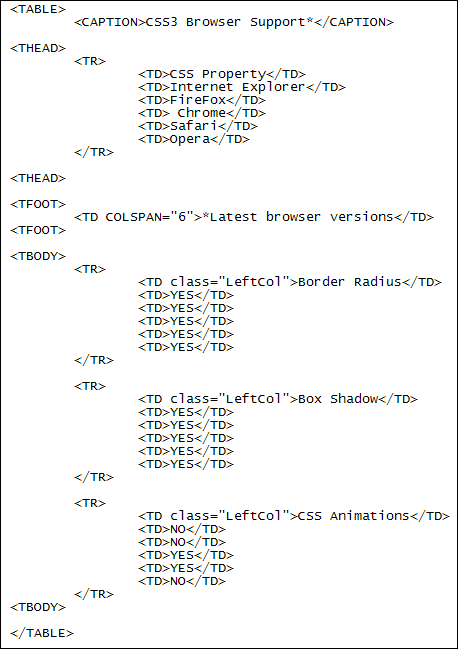 <TABLE>
<CAPTION>CSS3 Browser Support*</CAPTION>
<THEAD>
<TR>
<TD>CSS Property</TD>
<TD>Internet Explorer</TD>
<TD>FireFox</TD>
<TD> Chrome</TD>
<TD>Safari</TD>
<TD>Opera</TD>
</TR>
<THEAD>
<TFOOT>
<TD COLSPAN="6">*Latest browser versions</TD>
<TFOOT>
<TBODY>
<TR>
<TD class="LeftCol">Border Radius</TD>
<TD>YES</TD>
<TD>YES</TD>
<TD>YES</TD>
<TD>YES</TD>
<TD>YES</TD>
</TR>
<TR>
<TD class="LeftCol">Box Shadow</TD>
<TD>YES</TD>
<TD>YES</TD>
<TD>YES</TD>
<TD>YES</TD>
<TD>YES</TD>
</TR>
<TR>
<TD class="LeftCol">CSS Animations</TD>
<TD>NO</TD>
<TD>NO</TD>
<TD>YES</TD>
<TD>YES</TD>
<TD>NO</TD>
</TR>
<TBODY>
</TABLE>